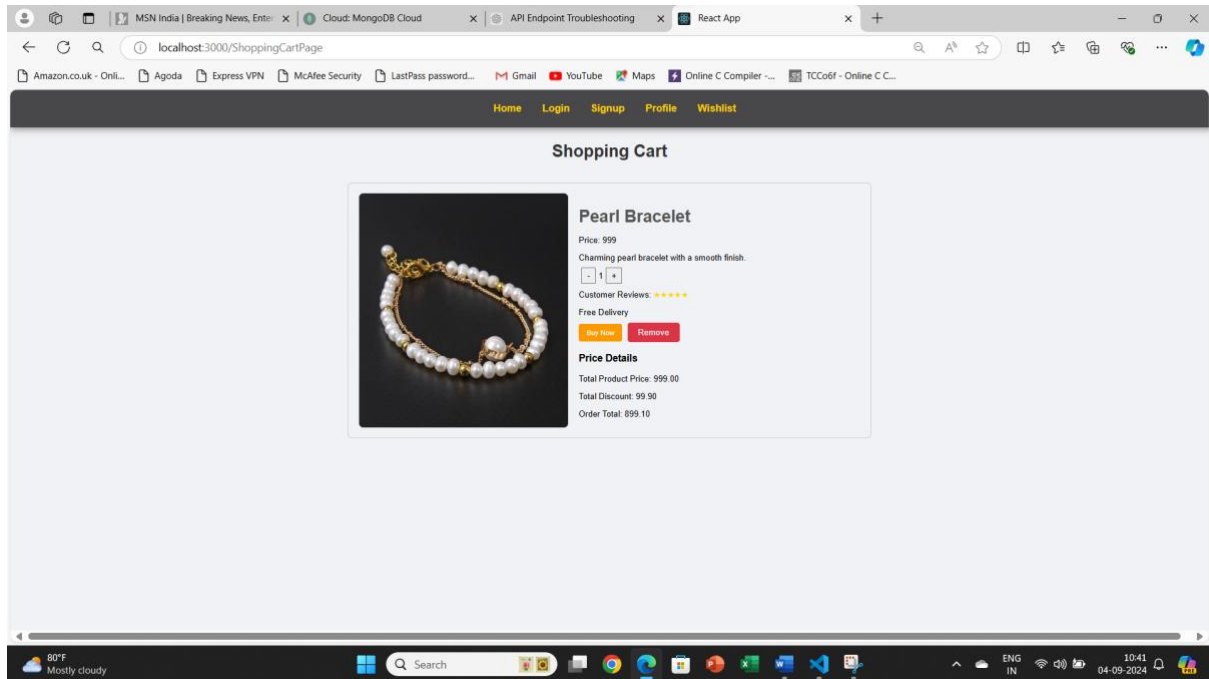 MSN India | Breaking News, Enter
Cloud: MongoDB Cloud
API Endpoint Troubleshooting
React App
localhost:3000/ShoppingCartPage
Amazon.co.uk - Onli...
Agoda
Express VPN
McAfee Security
LastPass password...
Gmail
YouTube
Maps
Online C Compiler -...
TCCo6f - Online C C...
Home Login Signup Profile Wishlist
Shopping Cart
Pearl Bracelet
Price: 999
Charming pearl bracelet with a smooth finish.
- 1 +
Customer Reviews: ★★★★★
Free Delivery
Buy Now Remove
Price Details
Total Product Price: 999.00
Total Discount: 99.90
Order Total: 899.10
80°F
Mostly cloudy
Search
ENG
IN
10:41
04-09-2024